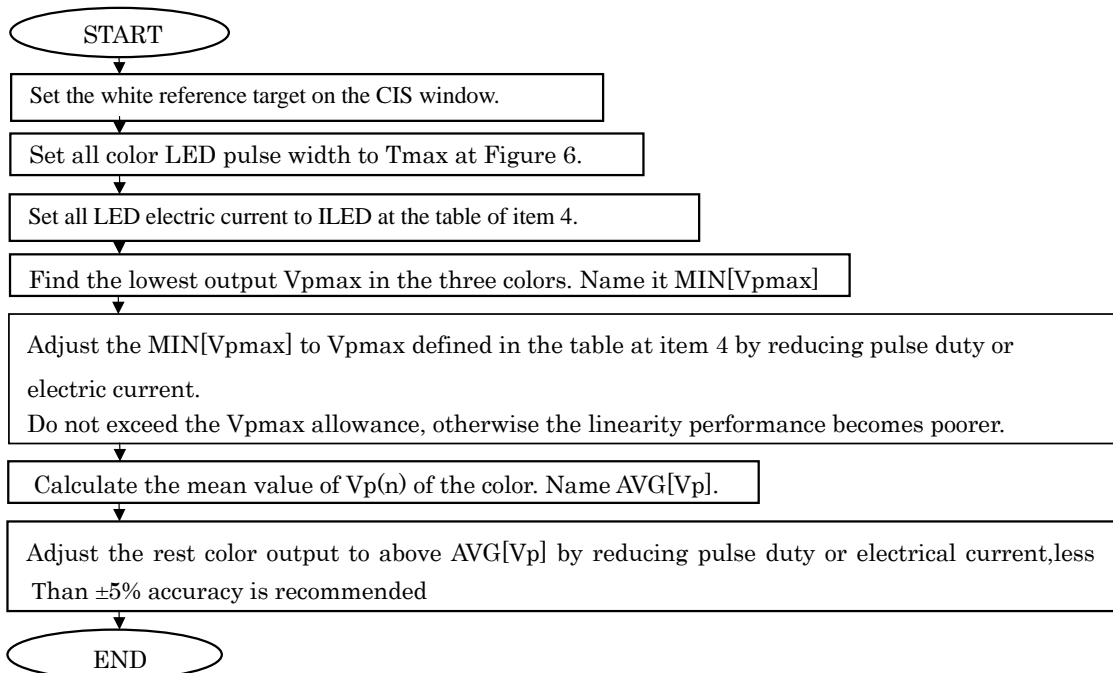 START
Set the white reference target on the CIS window.
Set all color LED pulse width to Tmax at Figure 6.
Set all LED electric current to ILED at the table of item 4.
Find the lowest output Vpmax in the three colors. Name it MIN[Vpmax]
Adjust the MIN[Vpmax] to Vpmax defined in the table at item 4 by reducing pulse duty or
electric current.
Do not exceed the Vpmax allowance, otherwise the linearity performance becomes poorer.
Calculate the mean value of Vp(n) of the color. Name AVG[Vp].
Adjust the rest color output to above AVG[Vp] by reducing pulse duty or electrical current,less
Than ±5% accuracy is recommended
END